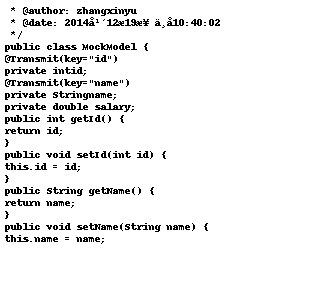 * @author: zhangxinyu
* @date: 2014å¹´12æ19æ¥ ä¸å10:40:02
*/
public class MockModel {
@Transmit(key="id")
private intid;
@Transmit(key="name")
private Stringname;
private double salary;
public int getId() {
return id;
}
public void setId(int id) {
this.id = id;
}
public String getName() {
return name;
}
public void setName(String name) {
this.name = name;